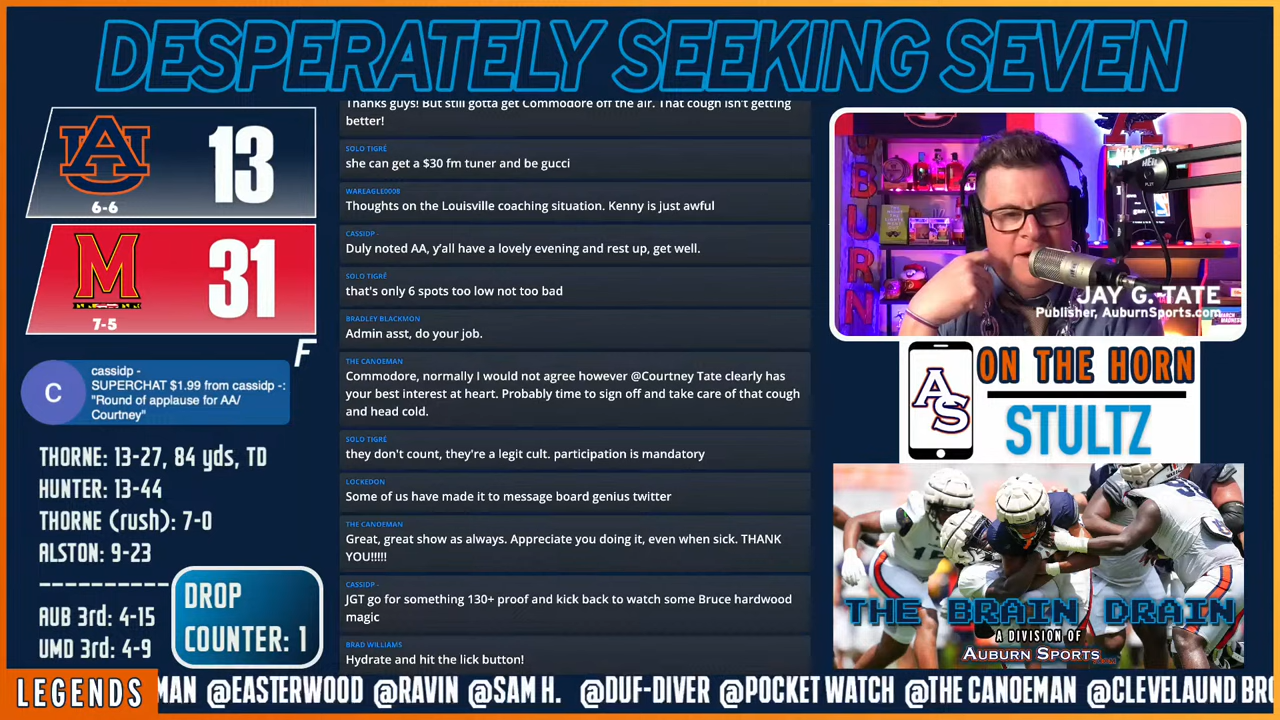 DESPERATELY SEEKING SEVEN
13
6-6
M
31
7-5
F
C
cassidp -
SUPERCHAT $1.99 from cassidp -:
"Round of applause for AA/
Courtney"
THORNE: 13-27, 84 yds, TD
HUNTER: 13-44
THORNE (rush): 7-0
ALSTON: 9-23
----------
AUB 3rd: 4-15
UMD 3rd: 4-9
DROP
COUNTER: 1
Thanks guys! But still gotta get Commodore off the air. That cough isn't getting
better!
SOLO TIGRÉ
she can get a $30 fm tuner and be gucci
WAREAGLE0008
Thoughts on the Louisville coaching situation. Kenny is just awful
CASSIDP -
Duly noted AA, y'all have a lovely evening and rest up, get well.
SOLO TIGRÉ
that's only 6 spots too low not too bad
BRADLEY BLACKMON
Admin asst, do your job.
THE CANOEMAN
Commodore, normally I would not agree however @Courtney Tate clearly has
your best interest at heart. Probably time to sign off and take care of that cough
and head cold.
SOLO TIGRÉ
they don't count, they're a legit cult. participation is mandatory
LOCKEDON
Some of us have made it to message board genius twitter
THE CANOEMAN
Great, great show as always. Appreciate you doing it, even when sick. THANK
YOU!!!!!
CASSIDP -
JGT go for something 130+ proof and kick back to watch some Bruce hardwood
magic
BRAD WILLIAMS
Hydrate and hit the lick button!
BURN
JAY G. TATE
Publisher, AuburnSports.com
AS
ON THE HORN
STULTZ
THE BRAIN DRAIN
A DIVISION OF
AUBURN SPORTS
LEGENDS
MAN @EASTERWOOD @RAVIN @SAM H. @DUF-DIVER @POCKET WATCH @THE CANOEMAN @CLEVELAUND BRO